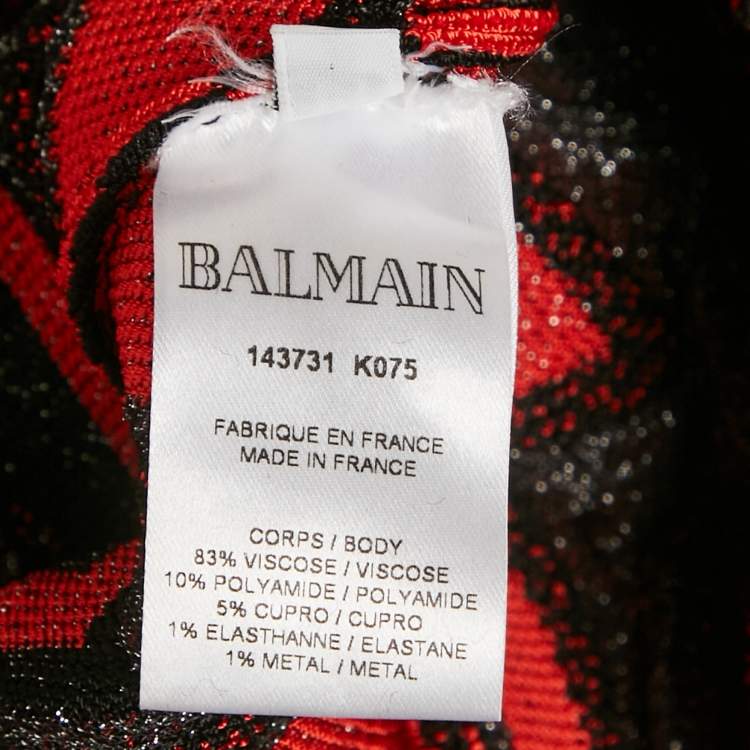 BALMAIN
143731 K075
FABRIQUE EN FRANCE
MADE IN FRANCE
CORPS / BODY
83% VISCOSE / VISCOSE
10% POLYAMIDE / POLYAMIDE
5% CUPRO / CUPRO
1% ELASTHANNE / ELASTANE
1% METAL / METAL